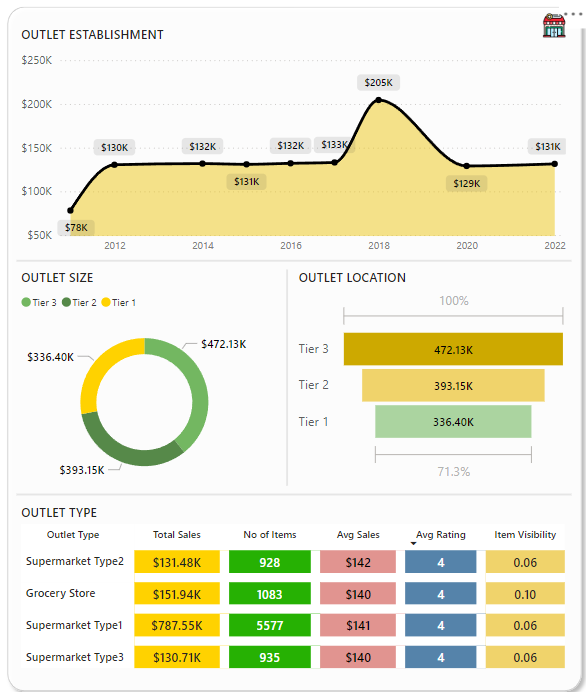 OUTLET ESTABLISHMENT
$250K
$200K
$150K
$100K
$50K
$78K
$130K
$132K
$131K
$132K
$133K
$205K
$129K
$131K
2012
2014
2016
2018
2020
2022
OUTLET SIZE
Tier 3 Tier 2 Tier 1
$336.40K
$472.13K
$393.15K
OUTLET LOCATION
100%
Tier 3 472.13K
Tier 2 393.15K
Tier 1 336.40K
71.3%
OUTLET TYPE
Outlet Type Total Sales No of Items Avg Sales Avg Rating Item Visibility
Supermarket Type2 $131.48K 928 $142 4 0.06
Grocery Store $151.94K 1083 $140 4 0.10
Supermarket Type1 $787.55K 5577 $141 4 0.06
Supermarket Type3 $130.71K 935 $140 4 0.06